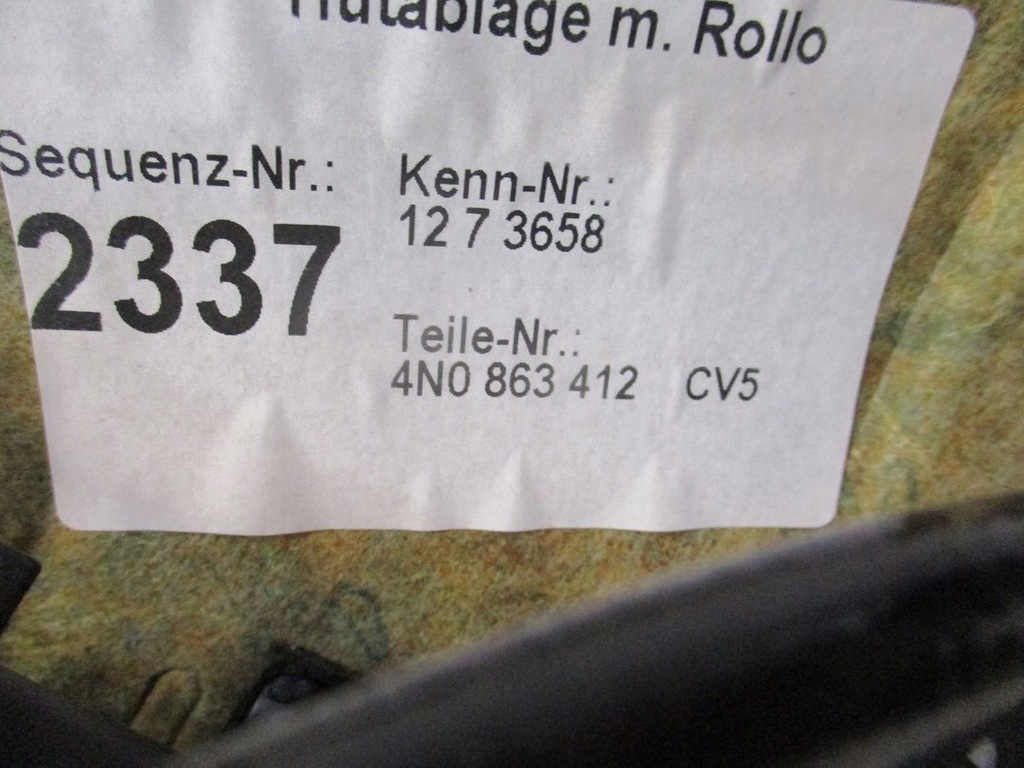 Hutablage m. Rollo
Sequenz-Nr.:
2337
Kenn-Nr.:
12 7 3658
Teile-Nr.:
4N0 863 412 CV5